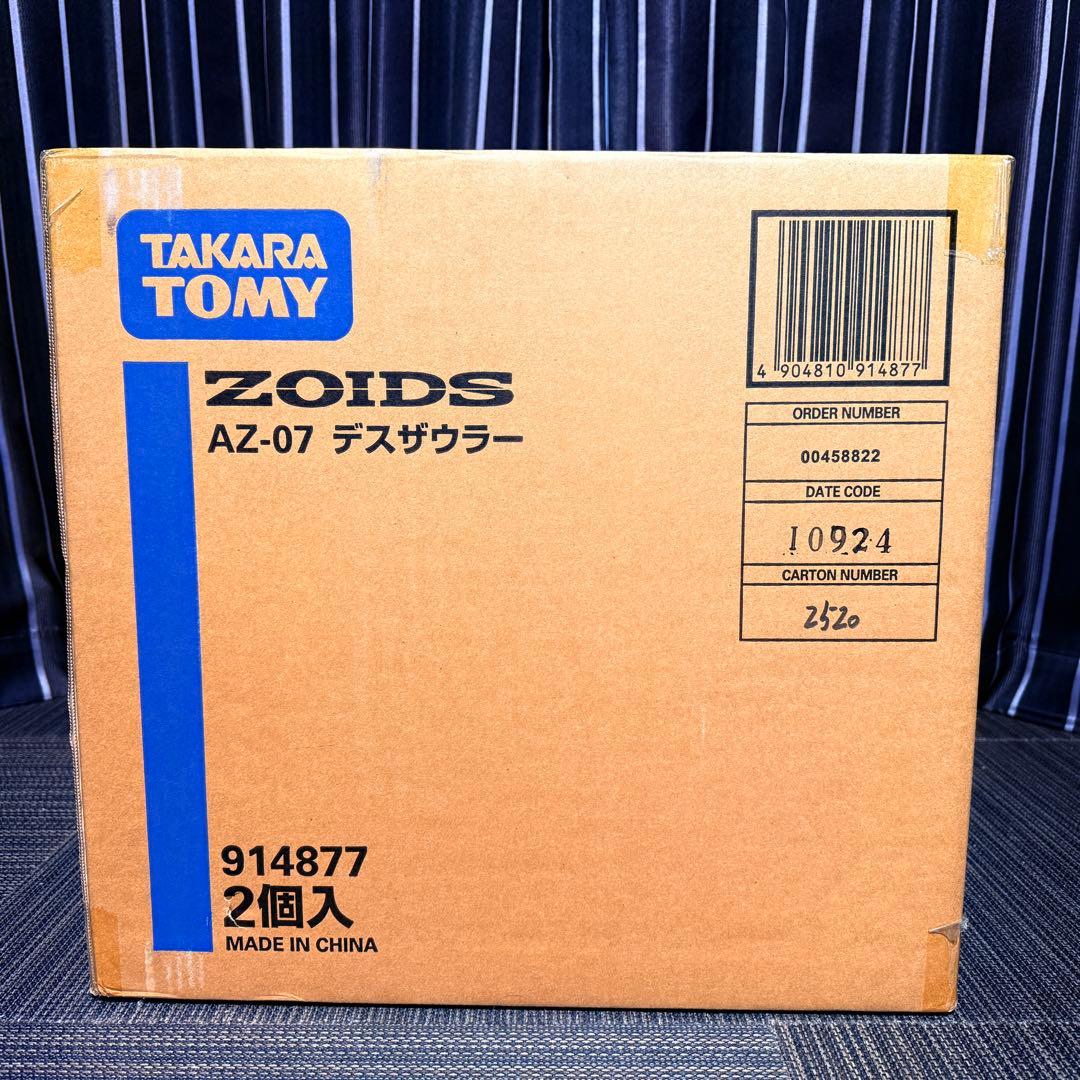 TAKARA
TOMY
ZOIDS
AZ-07 デスザウラー
4 904810 914877
ORDER NUMBER
00458822
DATE CODE
10924
CARTON NUMBER
2520
914877
2個入
MADE IN CHINA